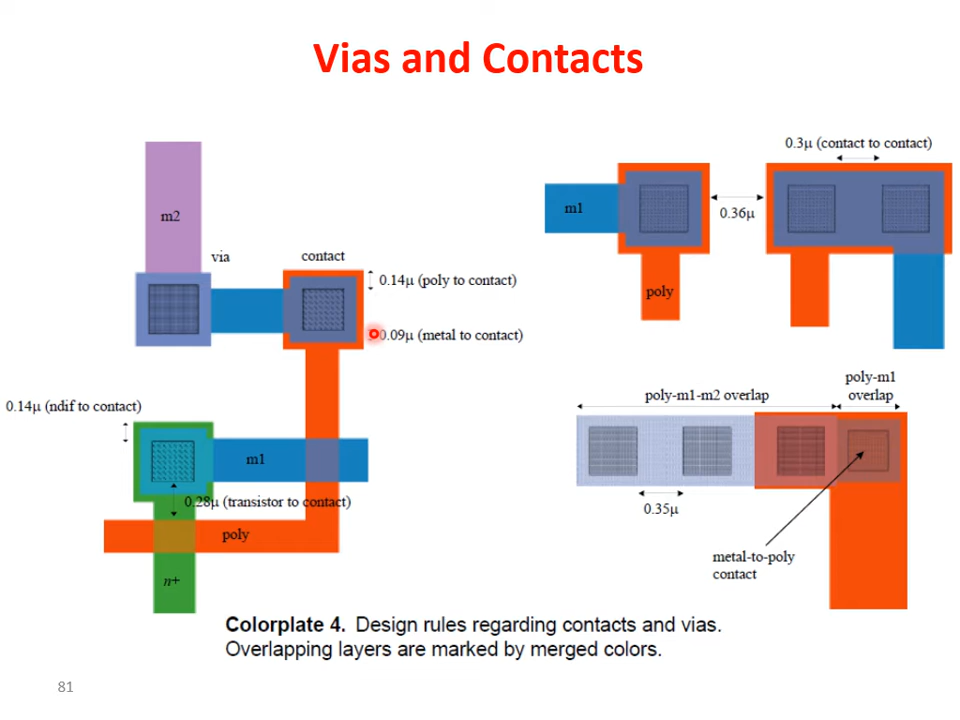 Vias and Contacts
0.3μ (contact to contact)
m2
m1
0.36μ
via
contact
0.14μ (poly to contact)
poly
0.09μ (metal to contact)
poly-m1
overlap
poly-m1-m2 overlap
0.14μ (ndif to contact)
m1
0.28μ (transistor to contact)
0.35μ
poly
metal-to-poly
contact
n+
Colorplate 4. Design rules regarding contacts and vias.
Overlapping layers are marked by merged colors.
81